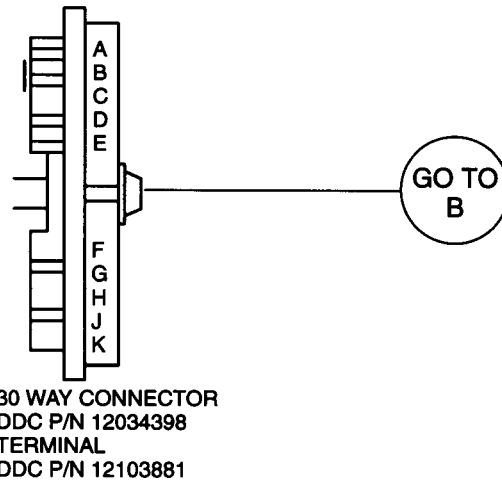 A
B
C
D
E
GO TO
B
F
G
H
J
K
30 WAY CONNECTOR
DDC P/N 12034398
TERMINAL
DDC P/N 12103881